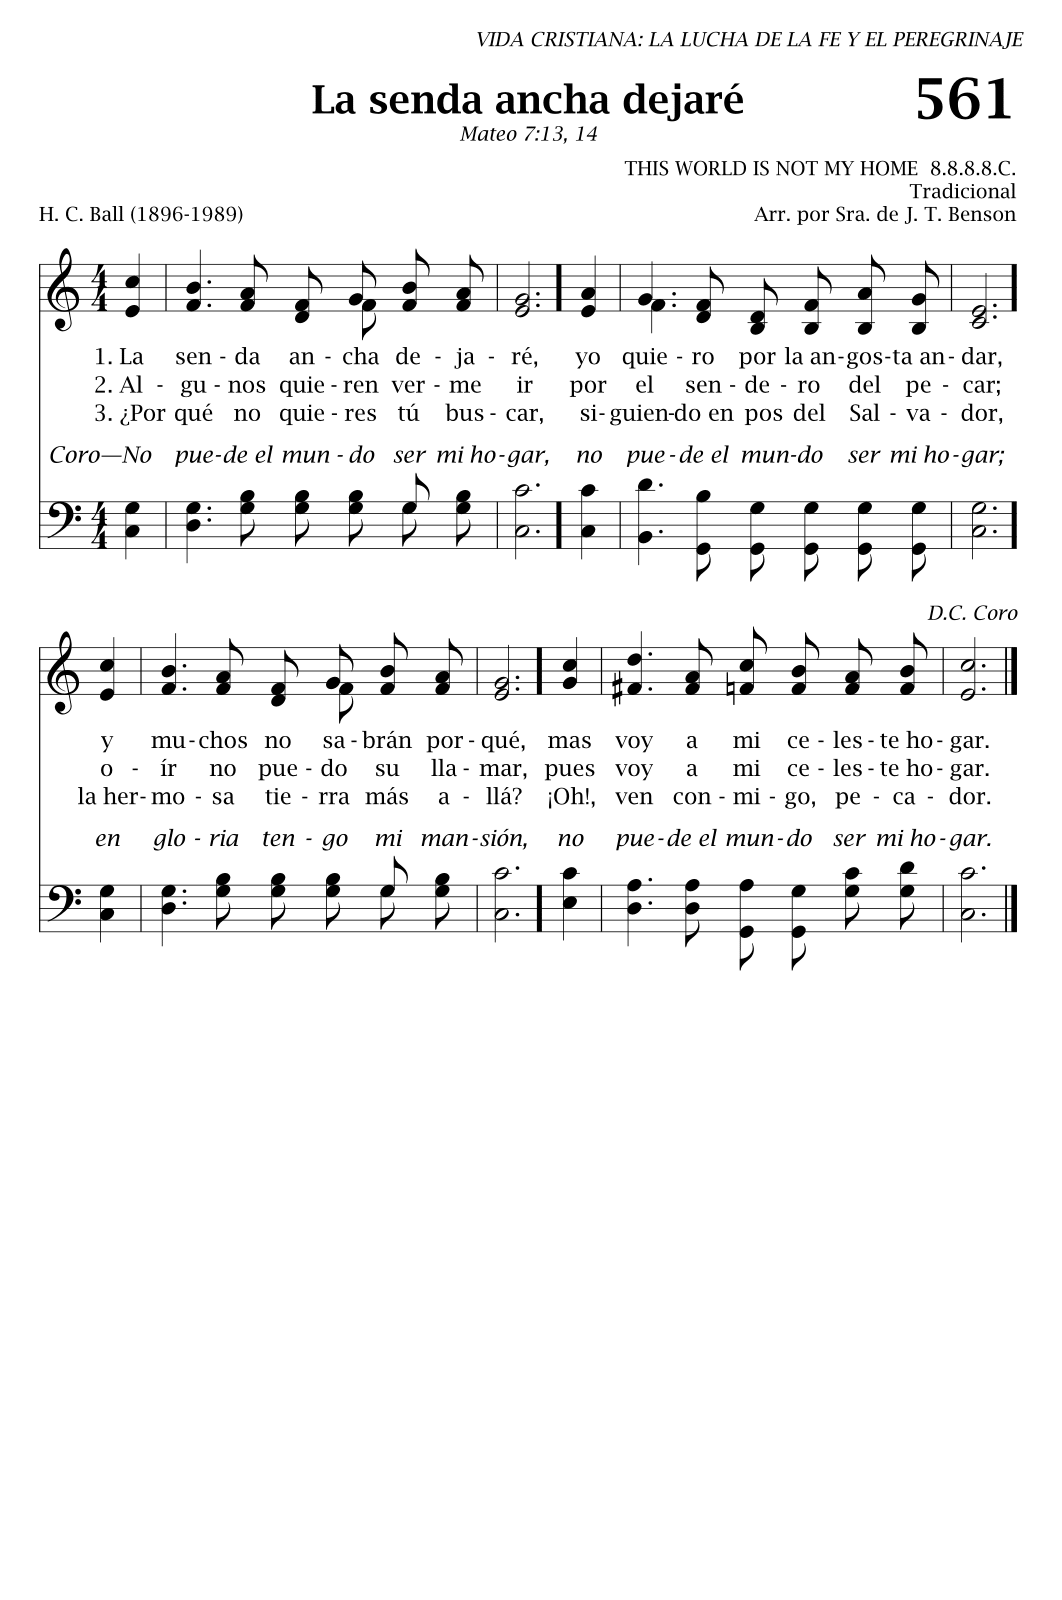 VIDA CRISTIANA: LA LUCHA DE LA FE Y EL PEREGRINAJE
La senda ancha dejaré 561
Mateo 7:13, 14
THIS WORLD IS NOT MY HOME 8.8.8.8.C.
Tradicional
H. C. Ball (1896-1989) Arr. por Sra. de J. T. Benson
4 4
1. La sen - da an - cha de - ja - ré, yo quie - ro por la an-gos-ta an-dar,
2. Al - gu - nos quie - ren ver - me ir por el sen - de - ro del pe - car;
3. ¿Por qué no quie - res tú bus - car, si-guien-do en pos del Sal - va - dor,
Coro—No pue-de el mun - do ser mi ho-gar, no pue-de el mun-do ser mi ho-gar;
4 4
D.C. Coro
y mu-chos no sa-brán por-qué, mas voy a mi ce - les-te ho-gar.
o - ír no pue - do su lla - mar, pues voy a mi ce - les-te ho-gar.
la her-mo - sa tie - rra más a - llá? ¡Oh!, ven con - mi - go, pe - ca - dor.
en glo - ria ten - go mi man-sión, no pue-de el mun-do ser mi ho-gar.